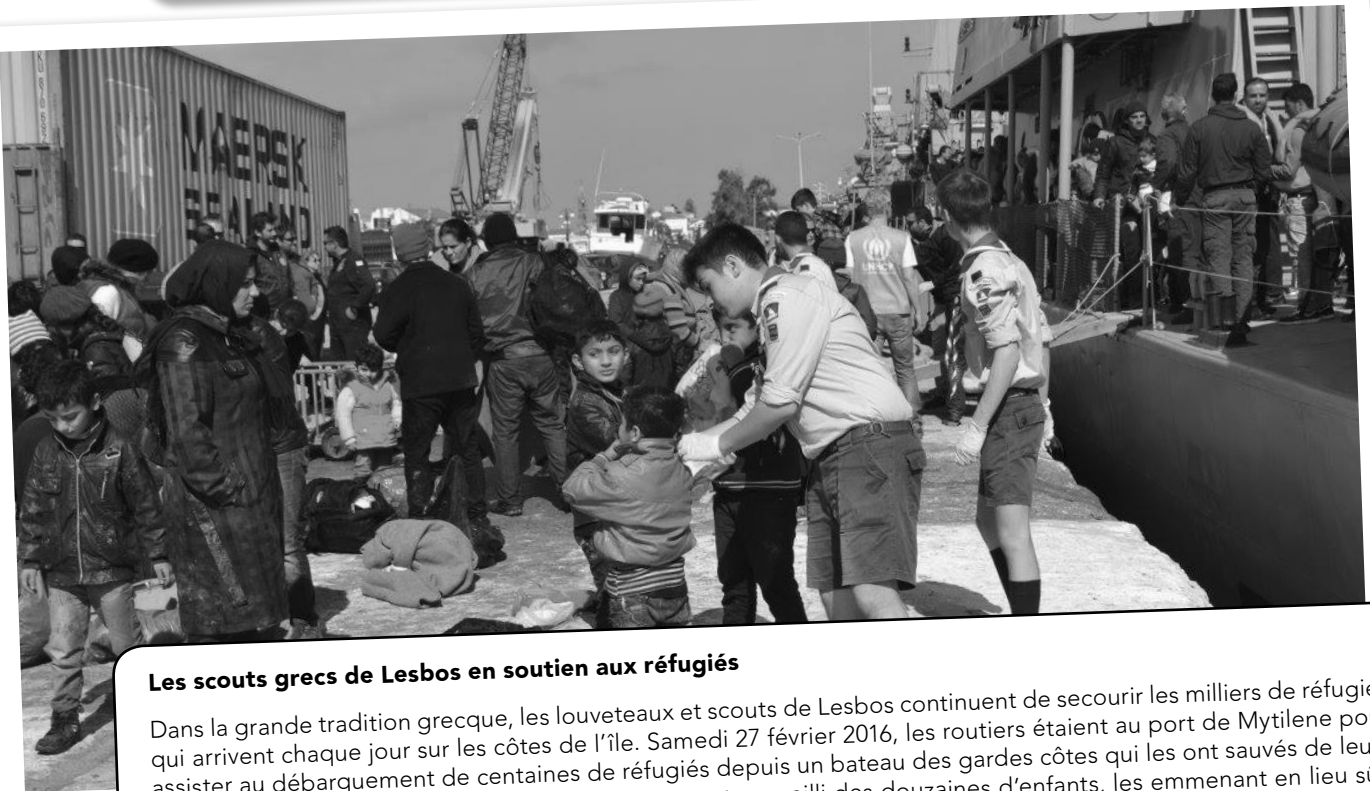 MAERSK
SEALAND
UNHCR
Les scouts grecs de Lesbos en soutien aux réfugiés
Dans la grande tradition grecque, les louveteaux et scouts de Lesbos continuent de secourir les milliers de
qui arrivent chaque jour sur les côtes de l'île. Samedi 27 février 2016, les routiers étaient au port de Mytilene
assister au débarquement de centaines de réfugiés depuis un bateau des gardes côtes qui les ont sauvés de
des douzaines d'enfants, les emmenant en lieu